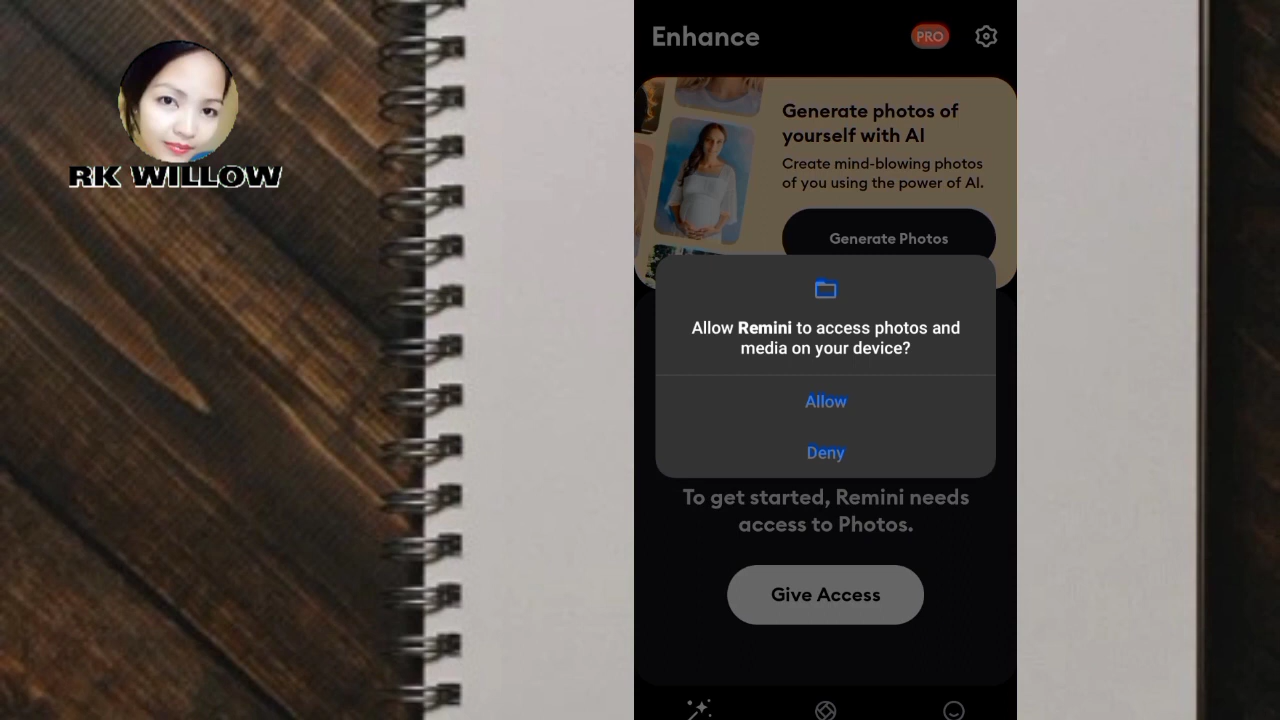 RK WILLOW
Enhance
PRO
Generate photos of
yourself with AI
Create mind-blowing photos
of you using the power of AI.
Generate Photos
Allow Remini to access photos and
media on your device?
Allow
Deny
To get started, Remini needs
access to Photos.
Give Access